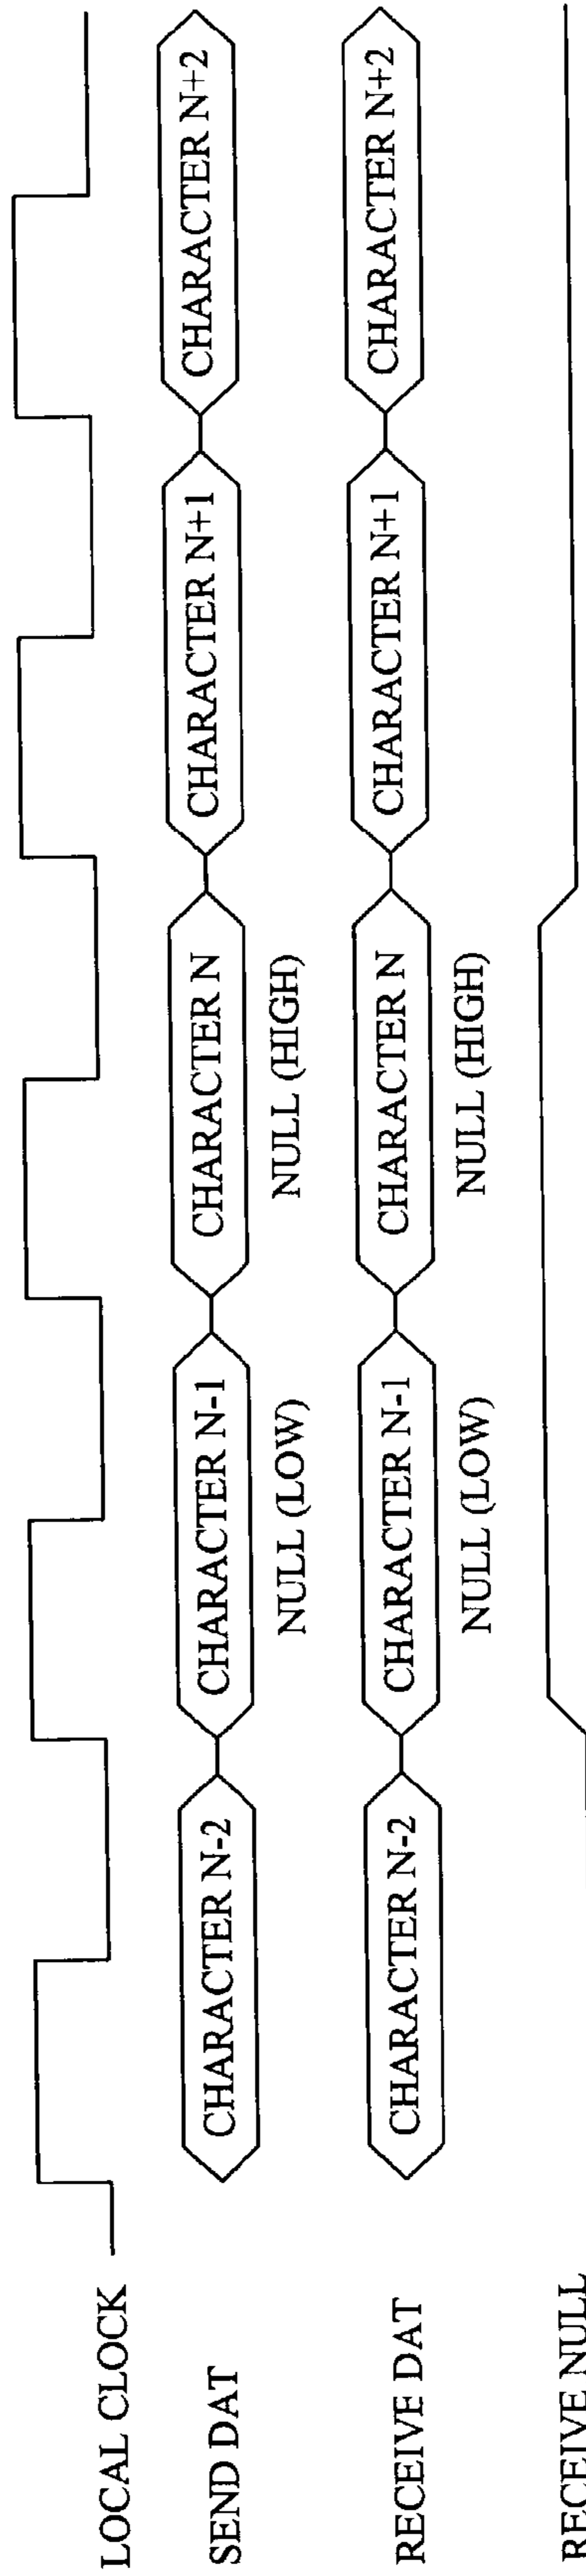 LOCAL CLOCK
SEND DAT
CHARACTER N-2
CHARACTER N-1
CHARACTER N
CHARACTER N+1
CHARACTER N+2
NULL (LOW)
NULL (HIGH)
RECEIVE DAT
CHARACTER N-2
CHARACTER N-1
CHARACTER N
CHARACTER N+1
CHARACTER N+2
NULL (LOW)
NULL (HIGH)
RECEIVE NULL